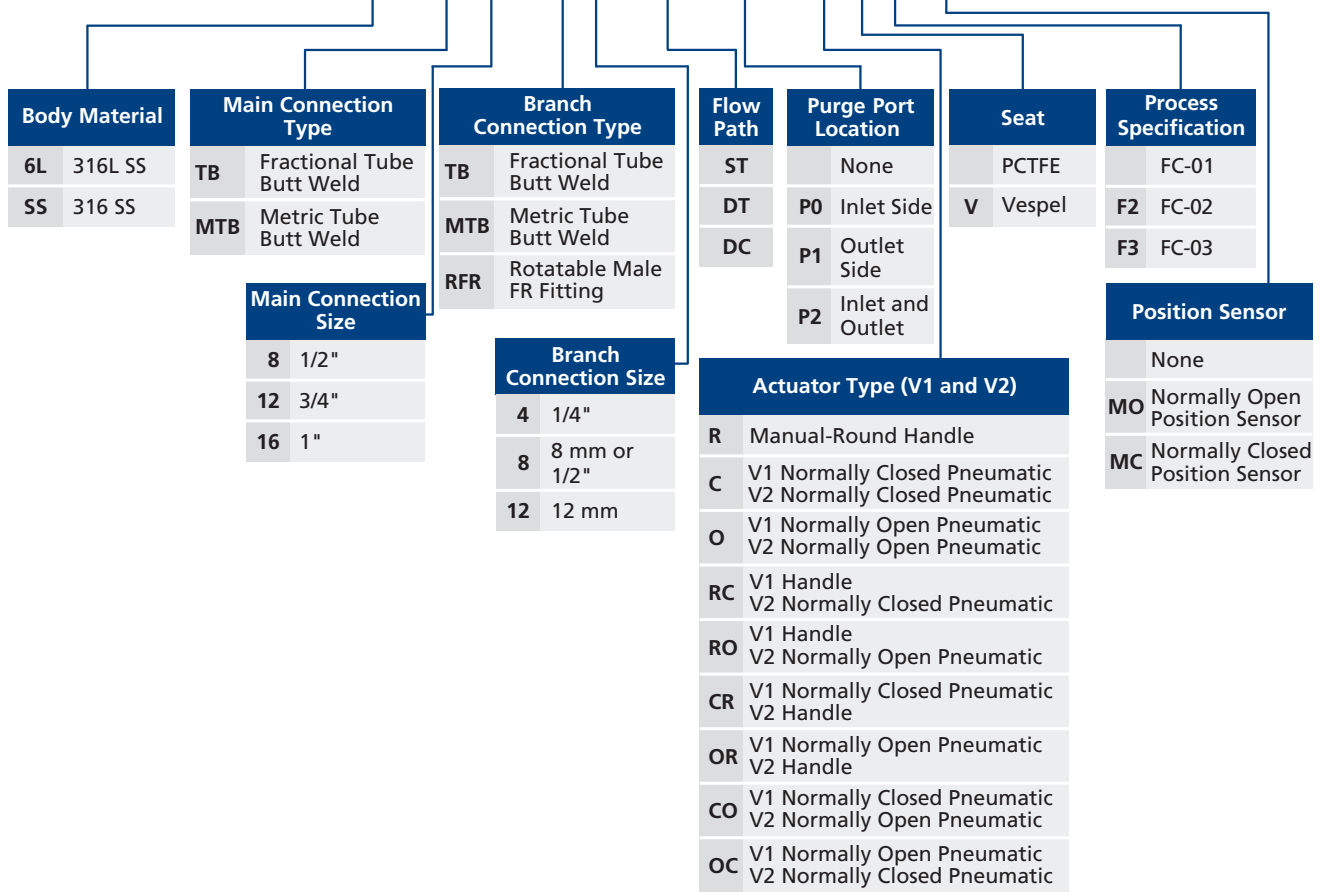 Body Material
6L 316L SS
SS 316 SS
Main Connection
Type
TB Fractional Tube
Butt Weld
MTB Metric Tube
Butt Weld
Main Connection
Size
8 1/2"
12 3/4"
16 1"
Branch
Connection Type
TB Fractional Tube
Butt Weld
MTB Metric Tube
Butt Weld
RFR Rotatable Male
FR Fitting
Branch
Connection Size
4 1/4"
8 8 mm or
1/2"
12 12 mm
Flow
Path
ST
DT
DC
Purge Port
Location
None
P0 Inlet Side
P1 Outlet
Side
P2 Inlet and
Outlet
Actuator Type (V1 and V2)
R Manual-Round Handle
C V1 Normally Closed Pneumatic
V2 Normally Closed Pneumatic
O V1 Normally Open Pneumatic
V2 Normally Open Pneumatic
RC V1 Handle
V2 Normally Closed Pneumatic
RO V1 Handle
V2 Normally Open Pneumatic
CR V1 Normally Closed Pneumatic
V2 Handle
OR V1 Normally Open Pneumatic
V2 Handle
CO V1 Normally Closed Pneumatic
V2 Normally Open Pneumatic
OC V1 Normally Open Pneumatic
V2 Normally Closed Pneumatic
Seat
PCTFE
V Vespel
Process
Specification
FC-01
F2 FC-02
F3 FC-03
Position Sensor
None
MO Normally Open
Position Sensor
MC Normally Closed
Position Sensor